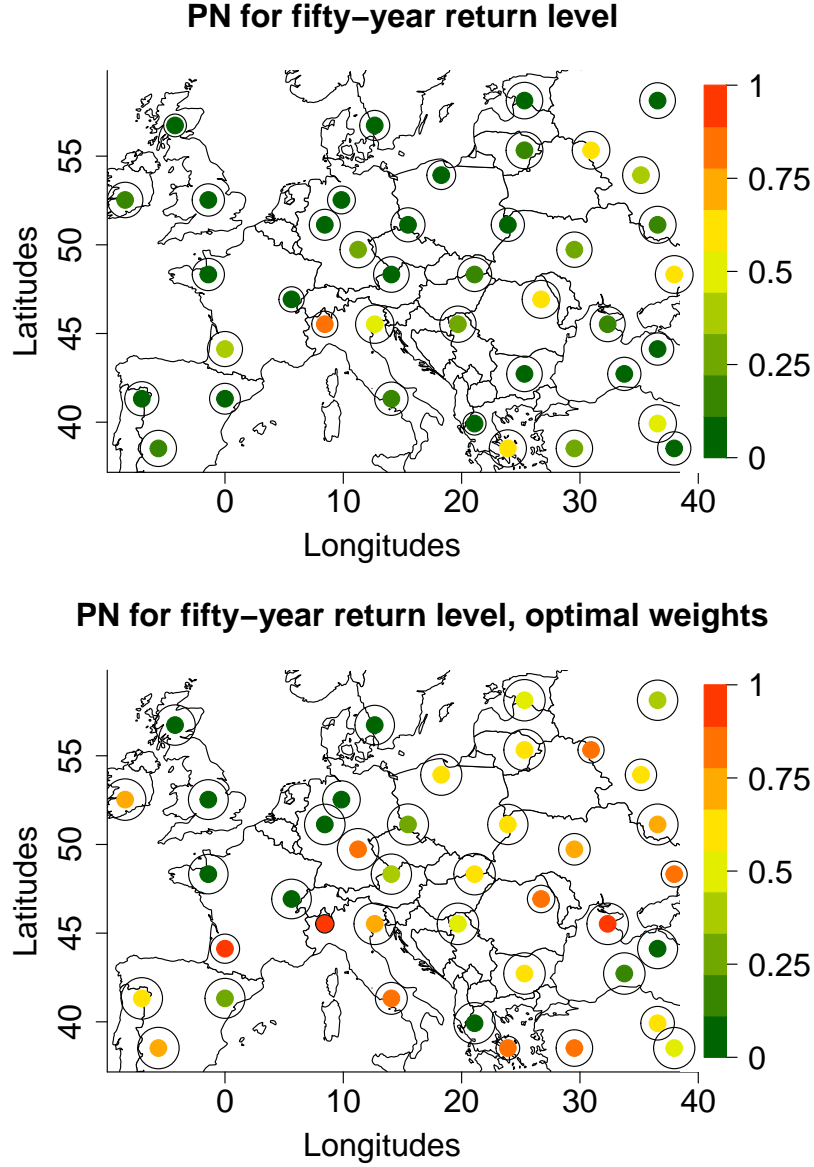 PN for fifty−year return level
55
50
45
40
Latitudes
0 10 20 30 40
Longitudes
1
0.75
0.5
0.25
0
PN for fifty−year return level, optimal weights
55
50
45
40
Latitudes
0 10 20 30 40
Longitudes
1
0.75
0.5
0.25
0